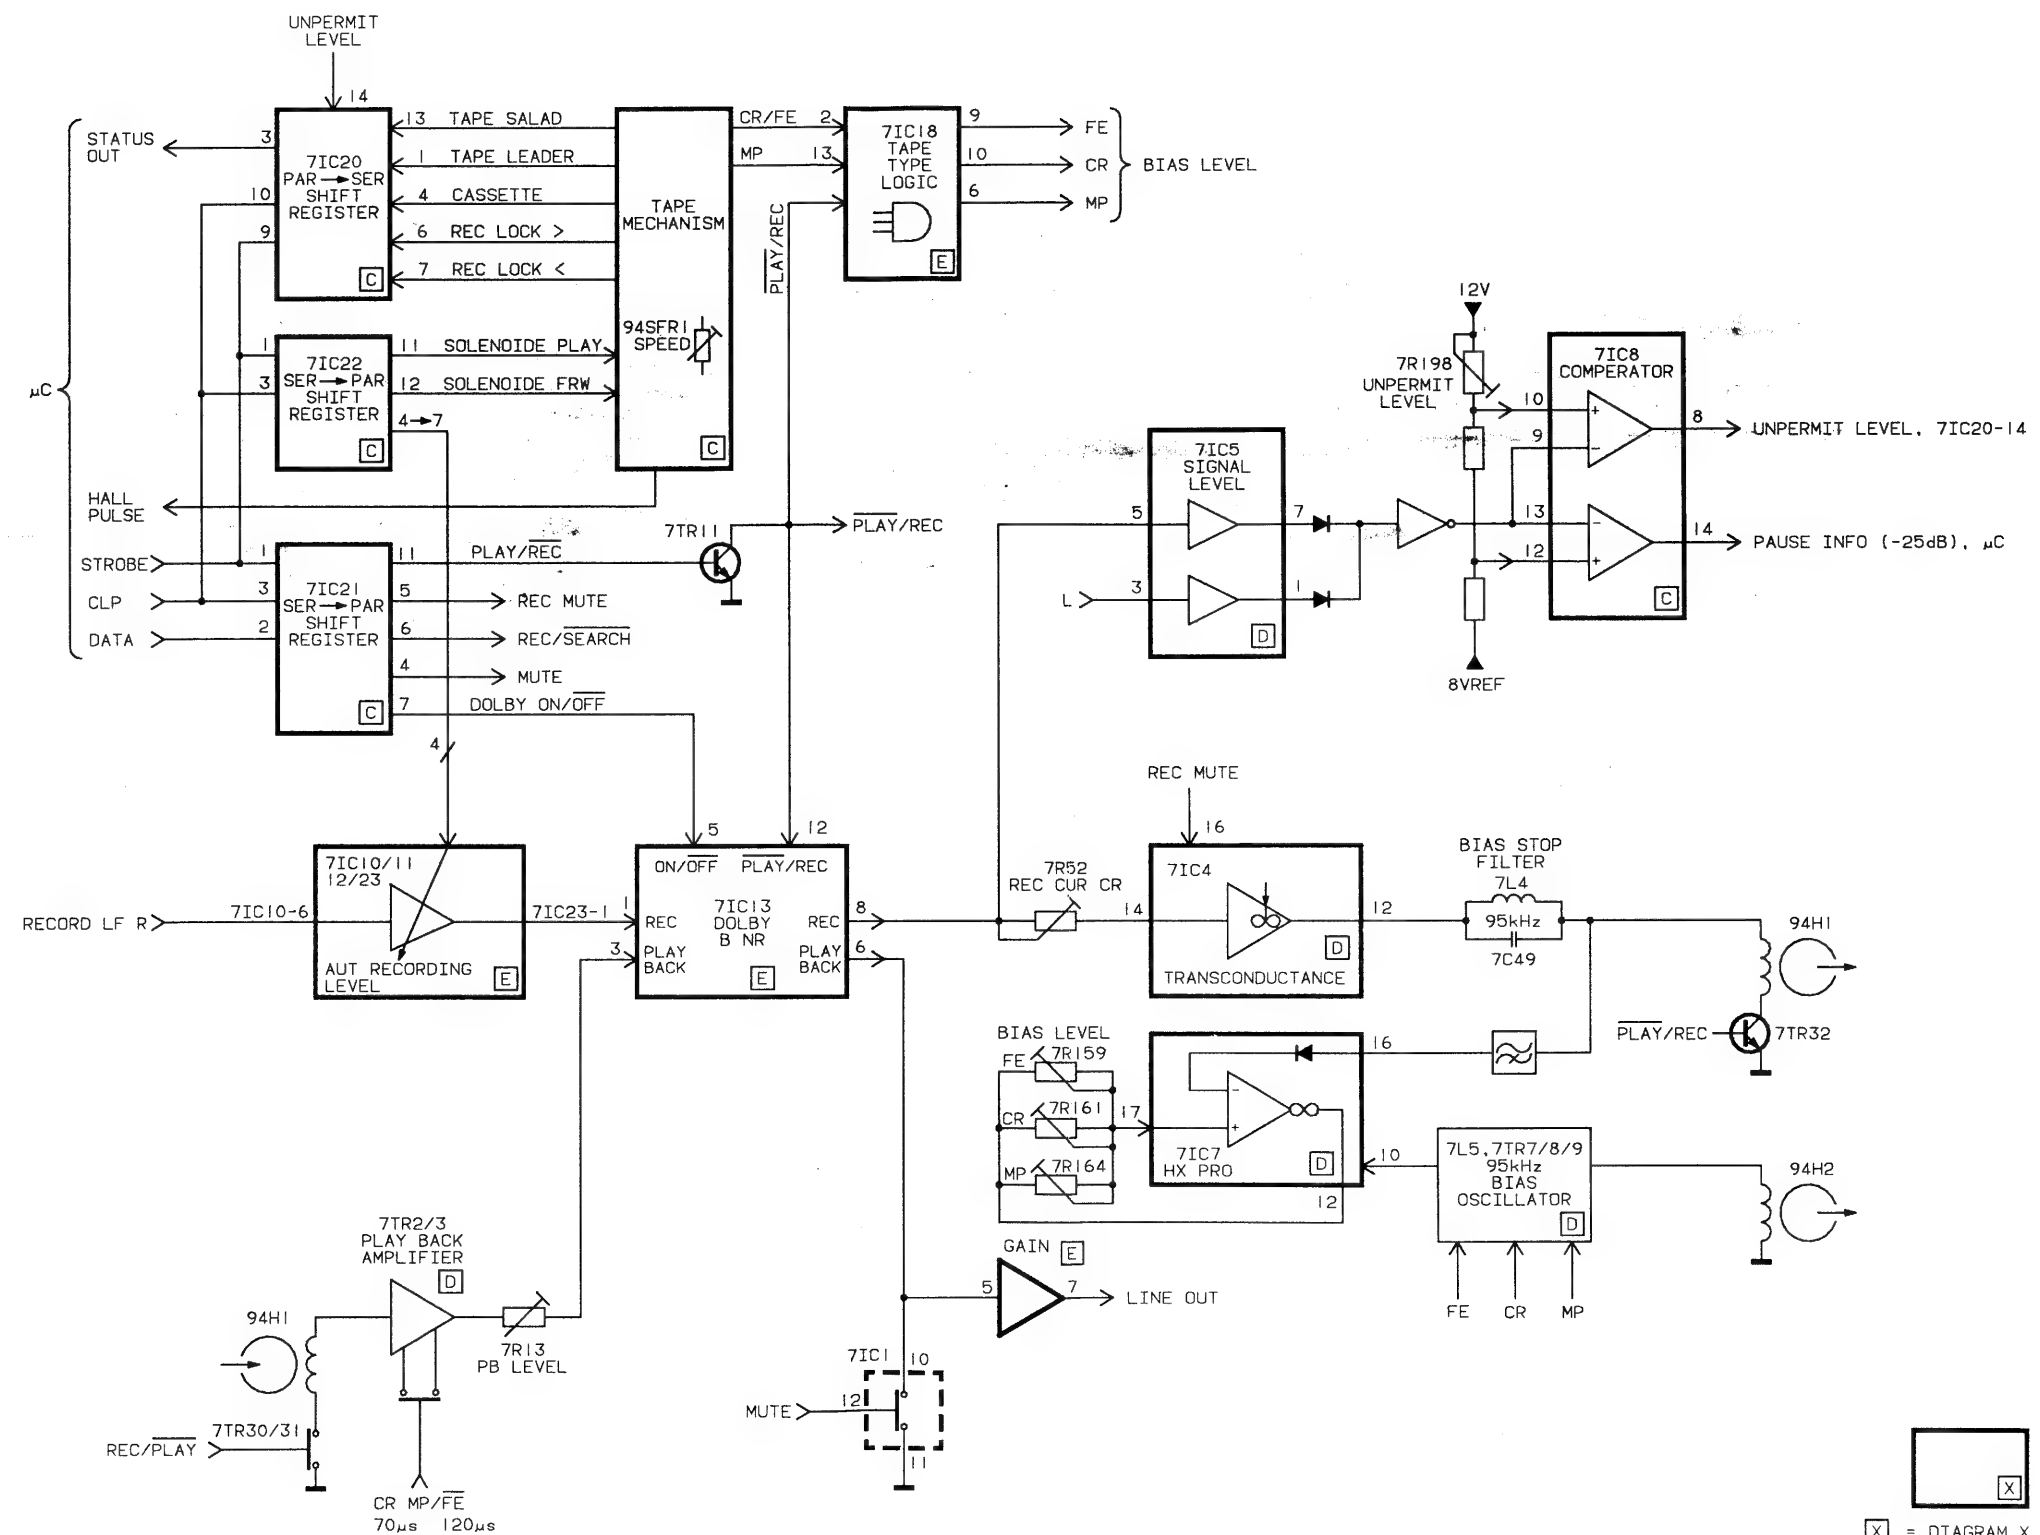 UNPERMIT
LEVEL
14
μC
STATUS
OUT
3
10
9
7IC20
PAR→SER
SHIFT
REGISTER
C
13 TAPE SALAD
1 TAPE LEADER
4 CASSETTE
6 REC LOCK >
7 REC LOCK <
TAPE
MECHANISM
94SFR1
SPEED
C
CR/FE 2
MP 13
PLAY/REC
7IC18
TAPE
TYPE
LOGIC
E
9 FE
10 CR
6 MP
BIAS LEVEL
1
3
7IC22
SER→PAR
SHIFT
REGISTER
C
11 SOLENOIDE PLAY
12 SOLENOIDE FRW
4→7
HALL
PULSE
STROBE 1
CLP 3
DATA 2
7IC21
SER→PAR
SHIFT
REGISTER
C
11 PLAY/REC
5 REC MUTE
6 REC/SEARCH
4 MUTE
7 DOLBY ON/OFF
7TR11
PLAY/REC
4
12V
7R198
UNPERMIT
LEVEL
8VREF
7IC8
COMPERATOR
10 +
9 −
13 −
12 +
C
8 UNPERMIT LEVEL, 7IC20-14
14 PAUSE INFO (-25dB), μC
7IC5
SIGNAL
LEVEL
5 7
L 3 1
D
RECORD LF R
7IC10-6
7IC10/11
12/23
AUT RECORDING
LEVEL
E
7IC23-1
1
3
5 12
ON/OFF PLAY/REC
7IC13
DOLBY
B NR
REC
PLAY
BACK
REC
PLAY
BACK
E
8
6
7R52
REC CUR CR
REC MUTE
16
14
7IC4
D
TRANSCONDUCTANCE
12
BIAS STOP
FILTER
7L4
95kHz
7C49
94H1
PLAY/REC
7TR32
BIAS LEVEL
FE 7R159
CR 7R161
MP 7R164
17
16
−
+
7IC7
HX PRO
D
12
10
7L5,7TR7/8/9
95kHz
BIAS
OSCILLATOR
D
FE CR MP
94H2
7TR2/3
PLAY BACK
AMPLIFIER
D
94H1
7R13
PB LEVEL
7TR30/31
REC/PLAY
CR MP/FE
70μs 120μs
GAIN E
5 7 LINE OUT
7IC1 10
MUTE 12
11
X
X = DIAGRAM X